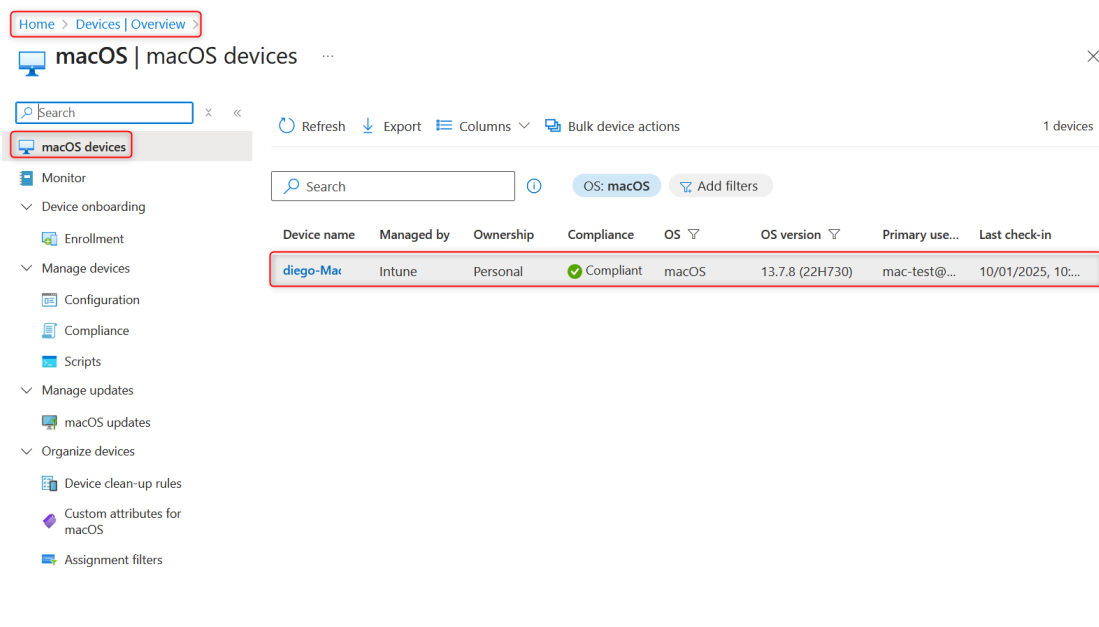 Home > Devices | Overview >
macOS | macOS devices ...
Search
macOS devices
Monitor
Device onboarding
Enrollment
Manage devices
Configuration
Compliance
Scripts
Manage updates
macOS updates
Organize devices
Device clean-up rules
Custom attributes for
macOS
Assignment filters
Refresh Export Columns Bulk device actions 1 devices
Search OS: macOS Add filters
Device name Managed by Ownership Compliance OS OS version Primary use... Last check-in
diego-Mac Intune Personal Compliant macOS 13.7.8 (22H730) mac-test@... 10/01/2025, 10:...